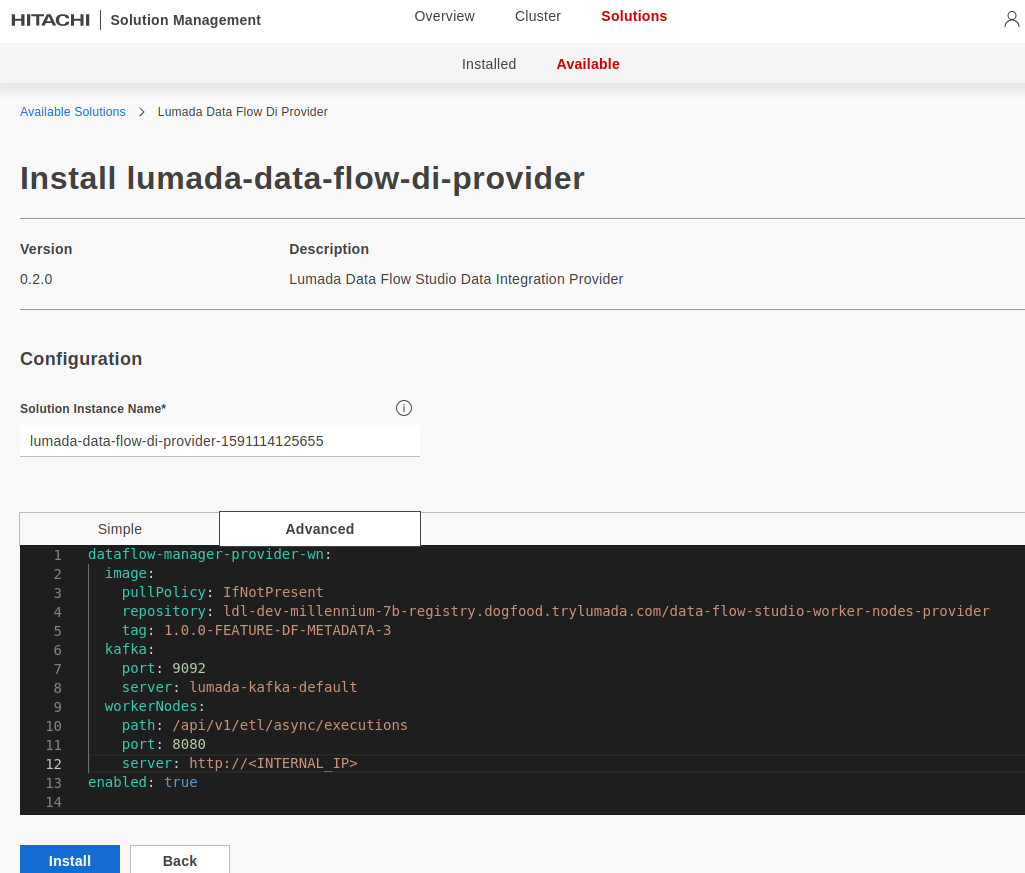 HITACHI Solution Management Overview Cluster Solutions
Installed Available
Available Solutions > Lumada Data Flow Di Provider
Install lumada-data-flow-di-provider
Version Description
0.2.0 Lumada Data Flow Studio Data Integration Provider
Configuration
Solution Instance Name*
lumada-data-flow-di-provider-1591114125655
Simple Advanced
1 dataflow-manager-provider-wn:
2   image:
3     pullPolicy: IfNotPresent
4     repository: ldl-dev-millennium-7b-registry.dogfood.trylumada.com/data-flow-studio-worker-nodes-provider
5     tag: 1.0.0-FEATURE-DF-METADATA-3
6   kafka:
7     port: 9092
8     server: lumada-kafka-default
9   workerNodes:
10     path: /api/v1/etl/async/executions
11     port: 8080
12     server: http://<INTERNAL_IP>
13 enabled: true
14
Install Back